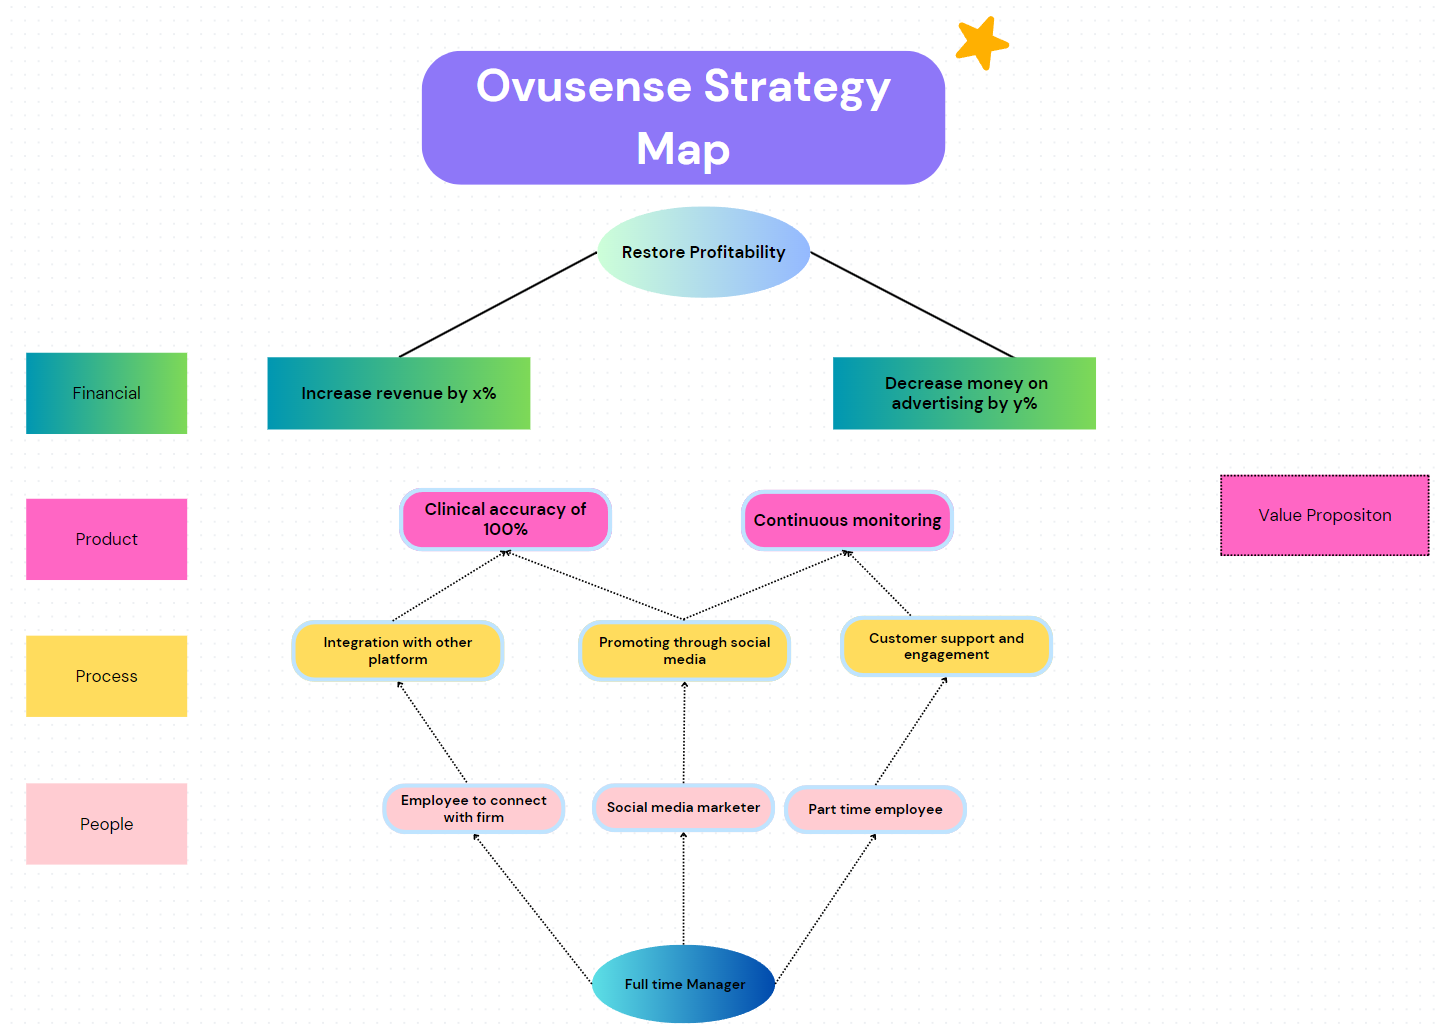 Ovusense Strategy
Map
Restore Profitability
Financial
Increase revenue by x%
Decrease money on
advertising by y%
Product
Clinical accuracy of
100%
Continuous monitoring
Value Propositon
Process
Integration with other
platform
Promoting through social
media
Customer support and
engagement
People
Employee to connect
with firm
Social media marketer
Part time employee
Full time Manager